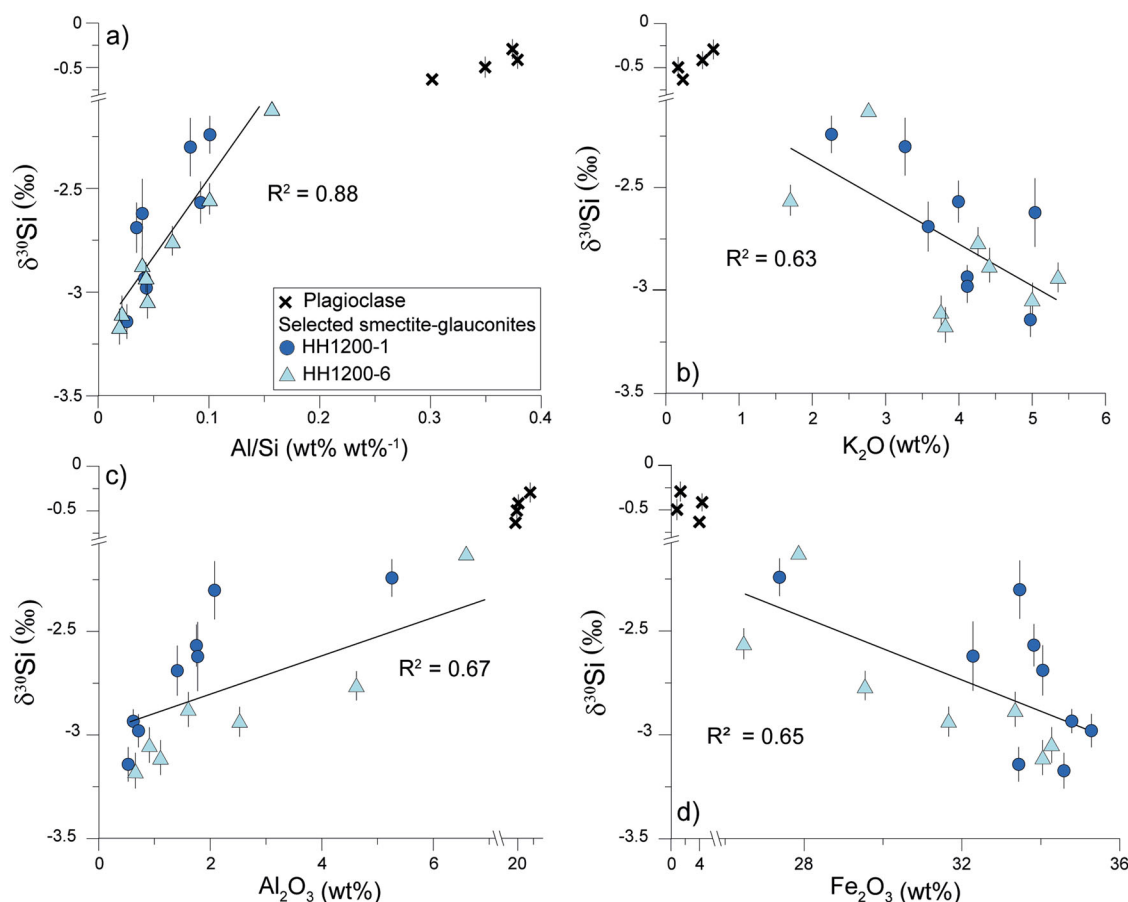 a)
0
-0.5
-2.5
-3
-3.5
δ³⁰Si (‰)
R² = 0.88
Plagioclase
Selected smectite-glauconites
HH1200-1
HH1200-6
0
0.1
0.2
0.3
0.4
Al/Si (wt% wt%⁻¹)
0
-0.5
-2.5
-3
-3.5
δ³⁰Si (‰)
R² = 0.63
b)
0
1
2
3
4
5
6
K₂O (wt%)
c)
0
-0.5
-2.5
-3
-3.5
δ³⁰Si (‰)
R² = 0.67
0
2
4
6
20
Al₂O₃ (wt%)
0
-0.5
-2.5
-3
-3.5
δ³⁰Si (‰)
R² = 0.65
d)
0
4
28
32
36
Fe₂O₃ (wt%)